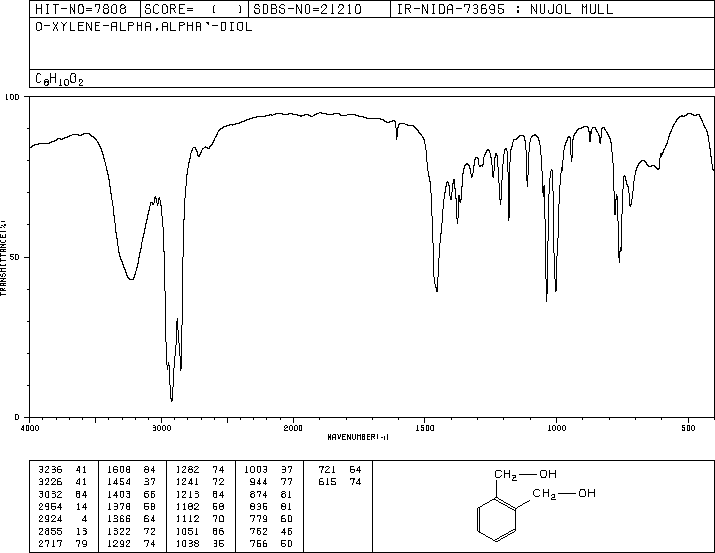 HIT-NO=7808 SCORE= ( ) SDBS-NO=21210 IR-NIDA-73695 : NUJOL MULL
O-XYLENE-ALPHA,ALPHA'-DIOL
C8H10O2
100
50
0
TRANSMITTANCE(%)
4000 3000 2000 1500 1000 500
WAVENUMBER(-1)
3236 41 1608 84 1282 74 1003 37 721 64
3226 41 1454 37 1241 72 944 77 615 74
3032 64 1403 66 1213 64 874 81
2954 14 1378 58 1182 58 836 81
2924 4 1366 64 1112 70 779 60
2855 13 1322 72 1051 66 762 46
2717 79 1292 74 1038 35 756 50
CH2—OH
CH2—OH